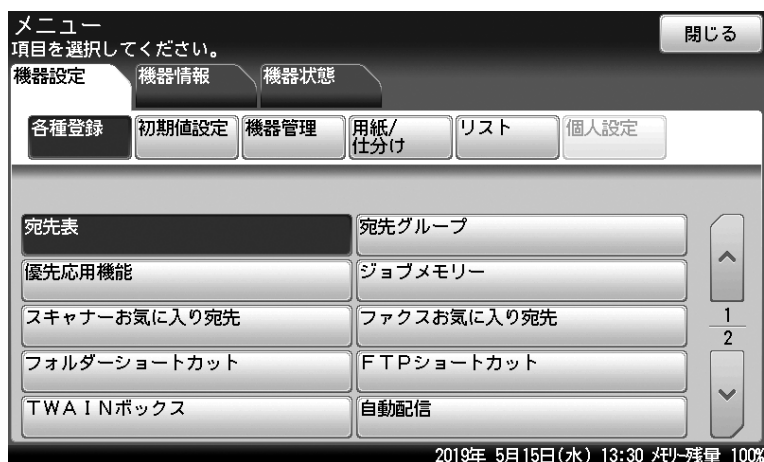 メニュー
項目を選択してください。
閉じる
機器設定
機器情報
機器状態
各種登録
初期値設定
機器管理
用紙/
仕分け
リスト
個人設定
宛先表
宛先グループ
優先応用機能
ジョブメモリー
スキャナーお気に入り宛先
ファクスお気に入り宛先
フォルダーショートカット
FTPショートカット
TWAINボックス
自動配信
1
2
2019年 5月15日(水) 13:30 メモリー残量 100%